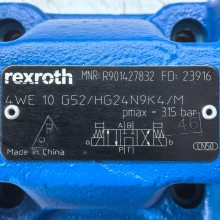 rexroth MNR: R901427832 FD: 23916
4WE 10 G52/HG24N9K4/M
pmax - 315 bar
A B
P T
Made in China